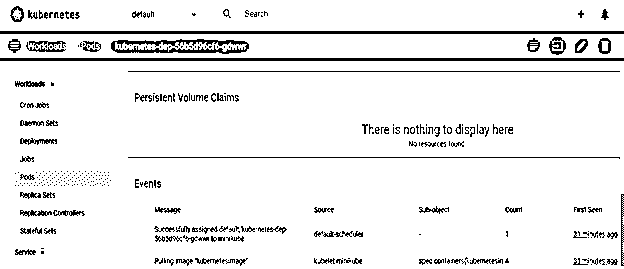 kubernetes default Search
Workloads Pods kubernetes-dep-56b5d96cf6-gdwwr
Workloads
Cron Jobs
Daemon Sets
Deployments
Jobs
Pods
Replica Sets
Replication Controllers
Stateful Sets
Service
Persistent Volume Claims
There is nothing to display here
No resources found
Events
Message Source Sub-object Count First Seen
Successfully assigned default/kubernetes-dep-
56b5d96cf6-gdwwr to minikube
default-scheduler - 1 31 minutes ago
Pulling image "kubernetesimage" kubelet minikube spec.containers{kubernetesim 4 31 minutes ago